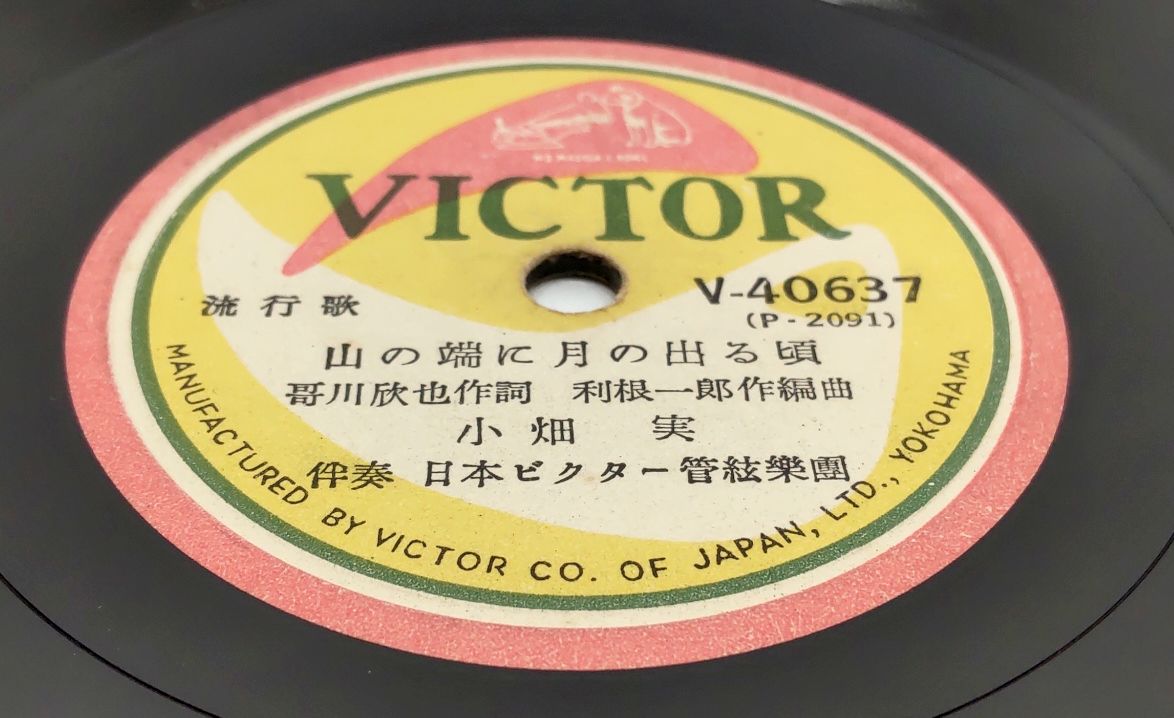 VICTOR
流行歌
V-40637
(P-2091)
山の端に月の出る頃
哥川欣也作詞 利根一郎作編曲
小畑 実
伴奏 日本ビクター管絃樂團
MANUFACTURED BY VICTOR CO. OF JAPAN, LTD., YOKOHAMA